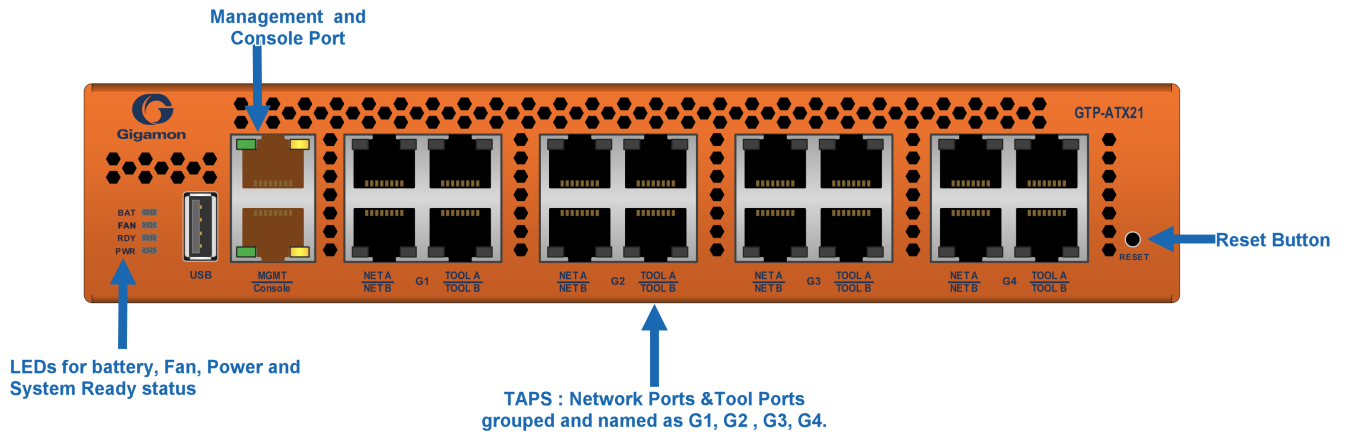 Management and
Console Port
Gigamon
GTP-ATX21
BAT
FAN
RDY
PWR
USB
MGMT
Console
NET A
NET B
G1
TOOL A
TOOL B
NET A
NET B
G2
TOOL A
TOOL B
NET A
NET B
G3
TOOL A
TOOL B
NET A
NET B
G4
TOOL A
TOOL B
RESET
Reset Button
LEDs for battery, Fan, Power and
System Ready status
TAPS : Network Ports &Tool Ports
grouped and named as G1, G2 , G3, G4.